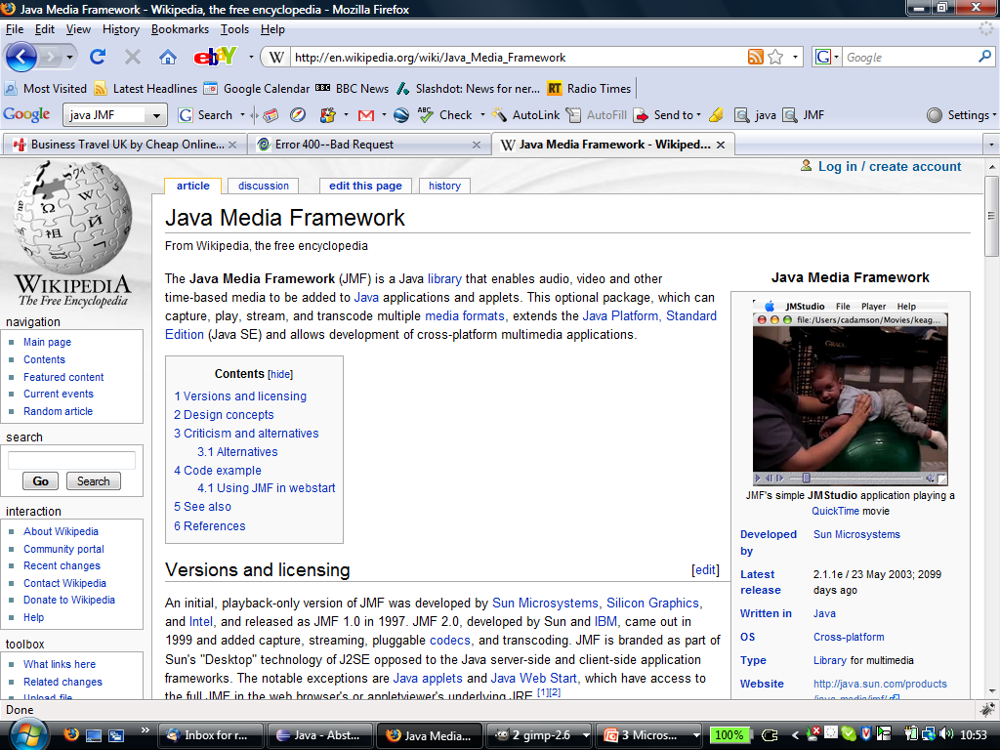 Java Media Framework - Wikipedia, the free encyclopedia - Mozilla Firefox
File Edit View History Bookmarks Tools Help
ebY W http://en.wikipedia.org/wiki/Java_Media_Framework G Google
Most Visited Latest Headlines Google Calendar BBC BBC News Slashdot: News for ner... RT Radio Times
Google java JMF G Search ABC Check AutoLink AutoFill Send to java JMF Settings
Business Travel UK by Cheap Online... Error 400--Bad Request W Java Media Framework - Wikiped...
Log in / create account
article discussion edit this page history
WIKIPEDIA
The Free Encyclopedia
navigation
Main page
Contents
Featured content
Current events
Random article
search
Go Search
interaction
About Wikipedia
Community portal
Recent changes
Contact Wikipedia
Donate to Wikipedia
Help
toolbox
What links here
Related changes
Upload file
Java Media Framework
From Wikipedia, the free encyclopedia
The Java Media Framework (JMF) is a Java library that enables audio, video and other
time-based media to be added to Java applications and applets. This optional package, which can
capture, play, stream, and transcode multiple media formats, extends the Java Platform, Standard
Edition (Java SE) and allows development of cross-platform multimedia applications.
Contents [hide]
1 Versions and licensing
2 Design concepts
3 Criticism and alternatives
3.1 Alternatives
4 Code example
4.1 Using JMF in webstart
5 See also
6 References
Versions and licensing [edit]
An initial, playback-only version of JMF was developed by Sun Microsystems, Silicon Graphics,
and Intel, and released as JMF 1.0 in 1997. JMF 2.0, developed by Sun and IBM, came out in
1999 and added capture, streaming, pluggable codecs, and transcoding. JMF is branded as part of
Sun's "Desktop" technology of J2SE opposed to the Java server-side and client-side application
frameworks. The notable exceptions are Java applets and Java Web Start, which have access to
the full JMF in the web browser's or appletviewer's underlying JRE.[1][2]
Java Media Framework
JMStudio File Player Help
file:/Users/cadamson/Movies/keag...
GRACO
JMF's simple JMStudio application playing a
QuickTime movie
Developed by Sun Microsystems
Latest release 2.1.1e / 23 May 2003; 2099 days ago
Written in Java
OS Cross-platform
Type Library for multimedia
Website http://java.sun.com/products
/java-media/jmf/
Done
Inbox for r... Java - Abst... Java Media... 2 gimp-2.6 3 Micros... 100% 10:53